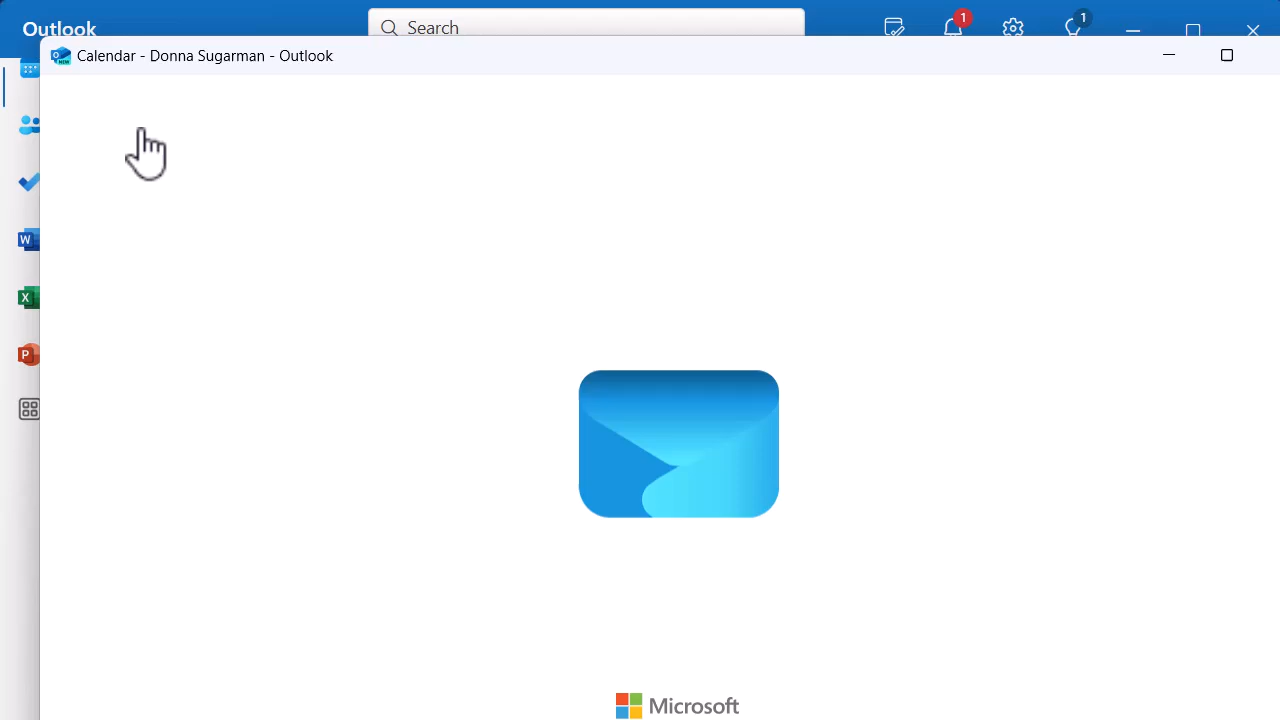 Outlook
Search
1
1
Calendar - Donna Sugarman - Outlook
W
X
P
Microsoft